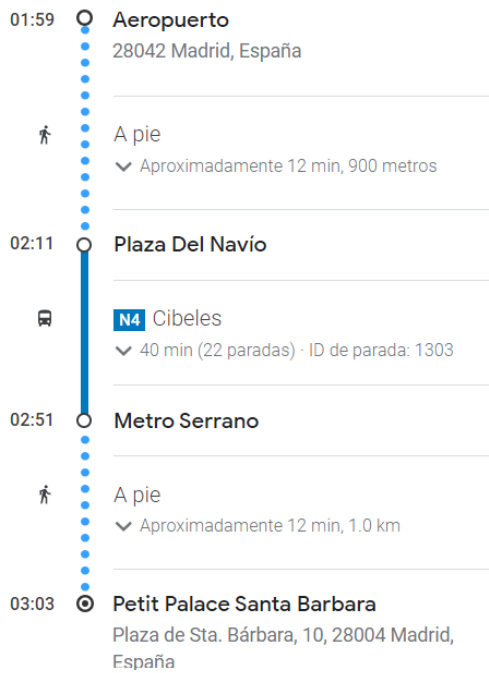 01:59 Aeropuerto
28042 Madrid, España
A pie
Aproximadamente 12 min, 900 metros
02:11 Plaza Del Navío
N4 Cibeles
40 min (22 paradas) · ID de parada: 1303
02:51 Metro Serrano
A pie
Aproximadamente 12 min, 1.0 km
03:03 Petit Palace Santa Barbara
Plaza de Sta. Bárbara, 10, 28004 Madrid,
España